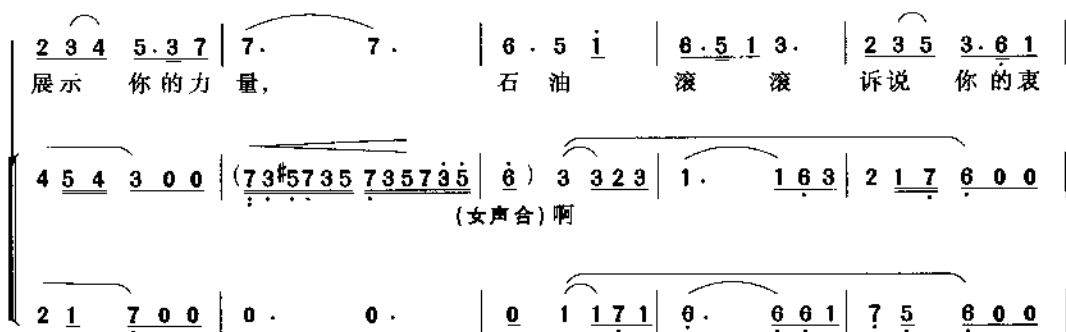 2 3 4 5·3 7 | 7· 7· | 6·5 i | 6·5 1 3· | 2 3 5 3·6 1 |
展示 你的力 量， 石油 滚 滚 诉说 你的衷
4 5 4 3 0 0 | (7 3 #5 7 3 5 7 3 5 7 3 5 | 6) 3 3 2 3 | 1· 1 6 3 | 2 1 7 6 0 0 |
(女声合)啊
2 1 7 0 0 | 0· 0· | 0 1 1 7 1 | 6· 6 6 1 | 7 5 6 0 0 |